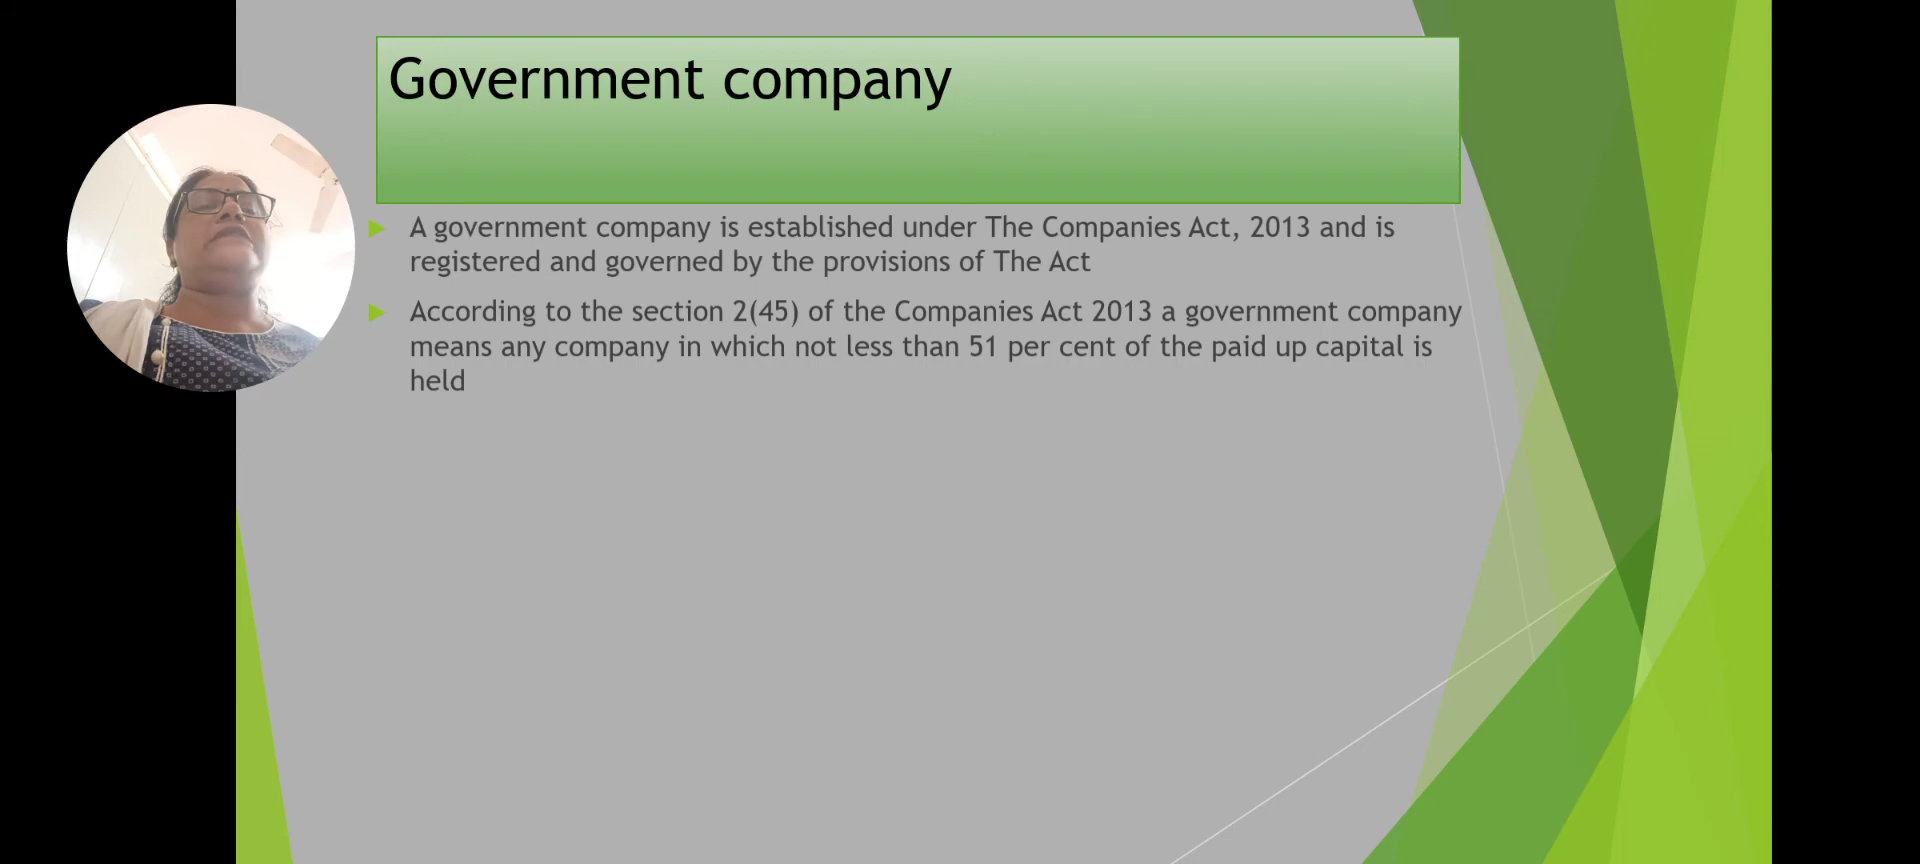 Government company
A government company is established under The Companies Act, 2013 and is
registered and governed by the provisions of The Act
According to the section 2(45) of the Companies Act 2013 a government company
means any company in which not less than 51 per cent of the paid up capital is
held